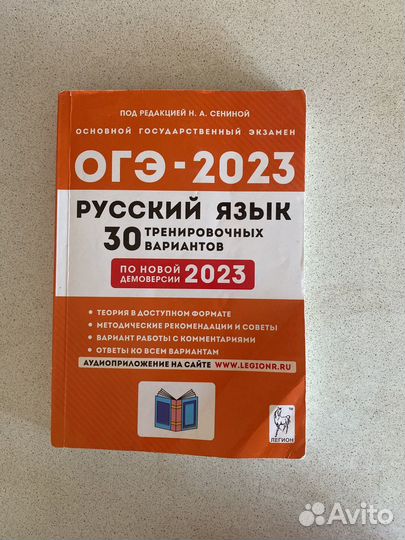 ПОД РЕДАКЦИЕЙ Н. А. СЕНИНОЙ
ОСНОВНОЙ ГОСУДАРСТВЕННЫЙ ЭКЗАМЕН
ОГЭ - 2023
РУССКИЙ ЯЗЫК
30 ТРЕНИРОВОЧНЫХ
ВАРИАНТОВ
ПО НОВОЙ
ДЕМОВЕРСИИ 2023
• ТЕОРИЯ В ДОСТУПНОМ ФОРМАТЕ
• МЕТОДИЧЕСКИЕ РЕКОМЕНДАЦИИ И СОВЕТЫ
• ВАРИАНТ РАБОТЫ С КОММЕНТАРИЯМИ
• ОТВЕТЫ КО ВСЕМ ВАРИАНТАМ
АУДИОПРИЛОЖЕНИЕ НА САЙТЕ WWW.LEGIONR.RU
ЛЕГИОН
Avito